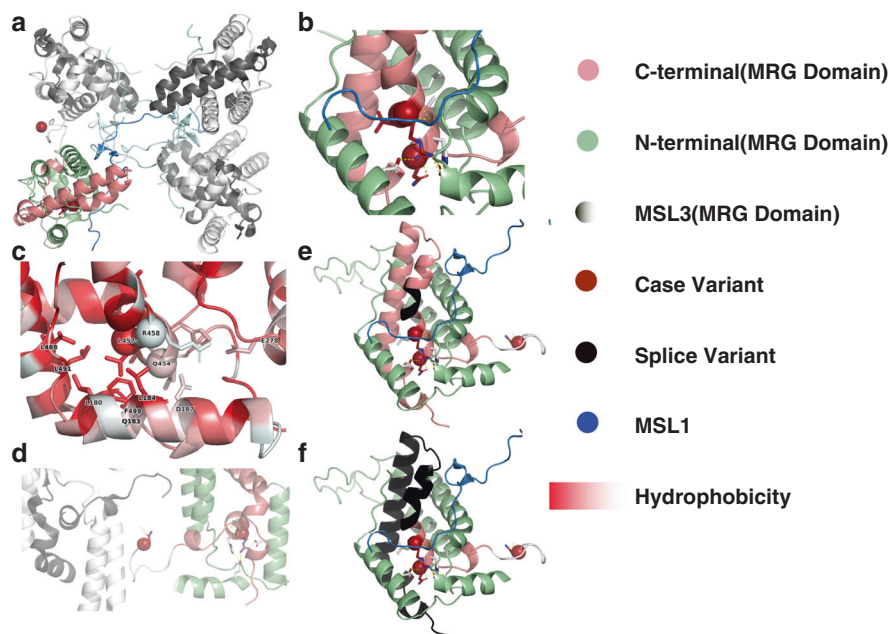 a
b
c
L457
R458
Q454
E278
L488
L491
L180
L184
F499
Q183
D187
d
e
f
C-terminal(MRG Domain)
N-terminal(MRG Domain)
MSL3(MRG Domain)
Case Variant
Splice Variant
MSL1
Hydrophobicity